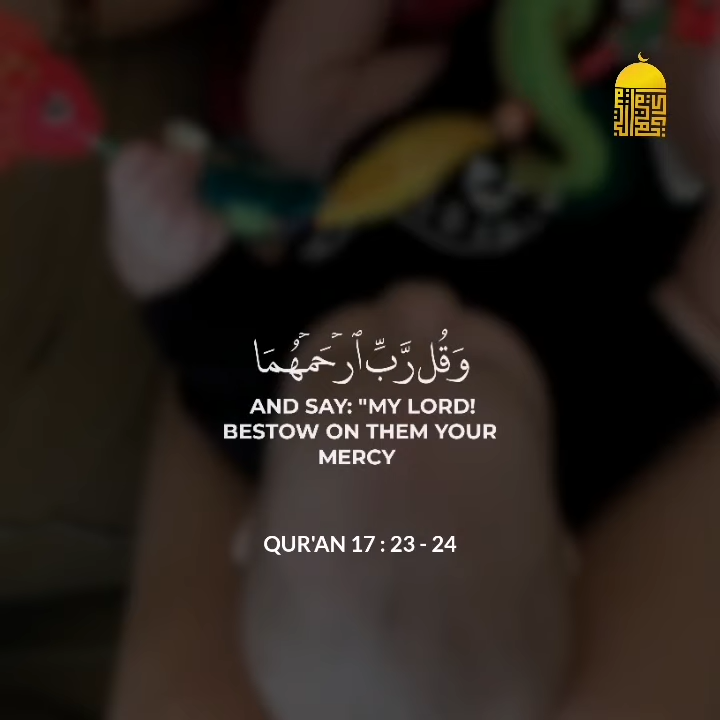 وَقُل رَّبِّ ٱرْحَمْهُمَا
AND SAY: "MY LORD!
BESTOW ON THEM YOUR
MERCY
QUR'AN 17 : 23 - 24